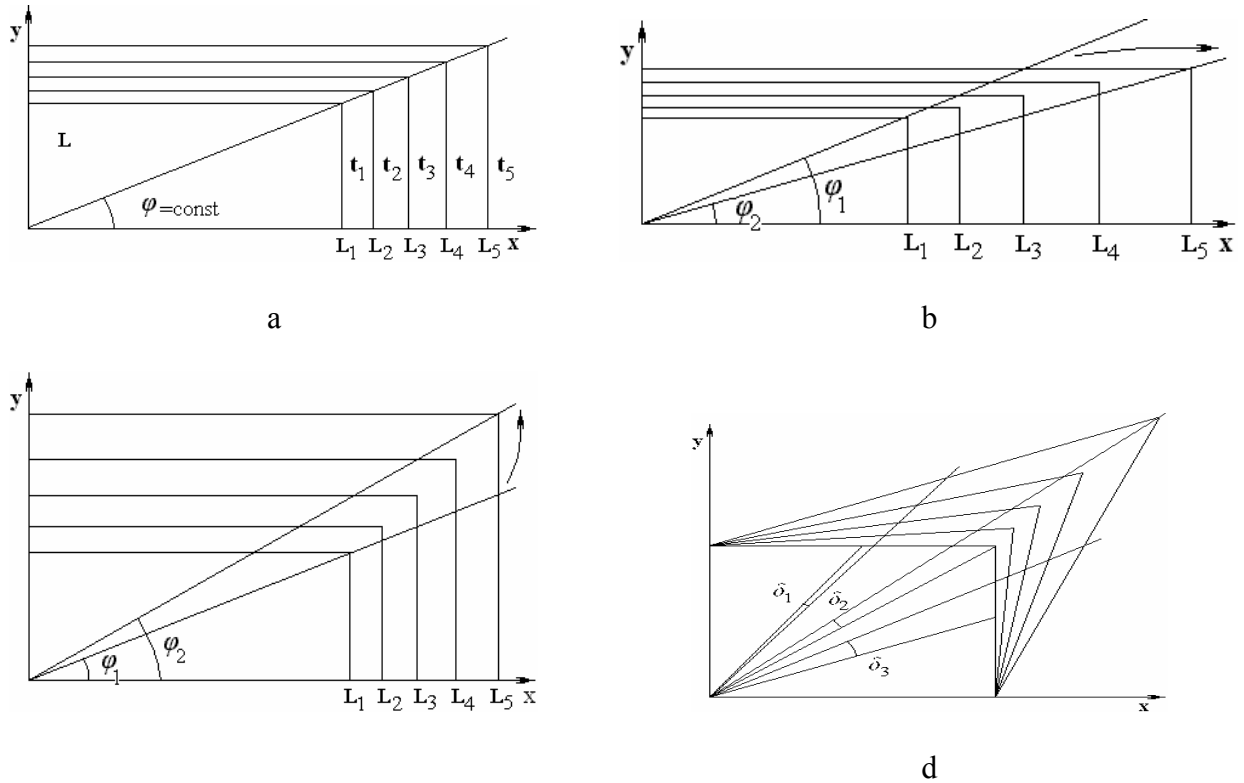 y
L
t1 t2 t3 t4 t5
φ=const
L1 L2 L3 L4 L5 x
a
y
φ1
φ2
L1 L2 L3 L4 L5 x
b
y
φ2
φ1
L1 L2 L3 L4 L5 x
y
δ1
δ2
δ3
x
d